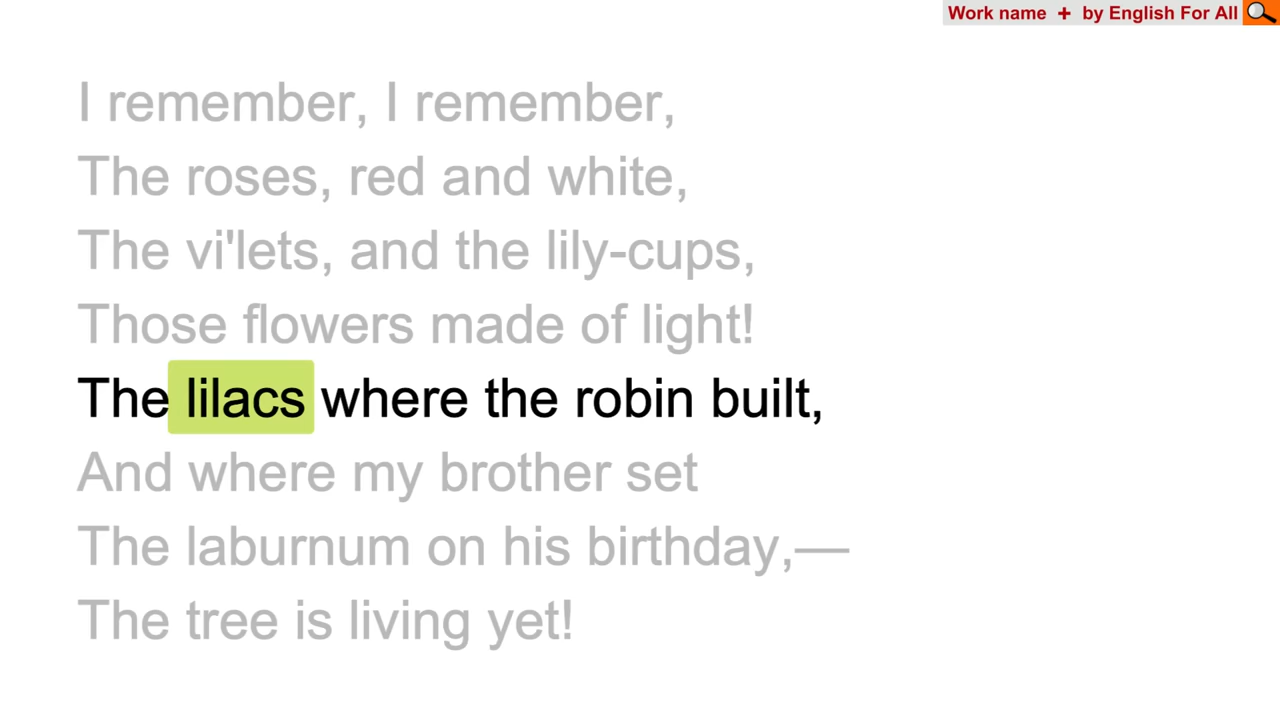 Work name + by English For All
I remember, I remember,
The roses, red and white,
The vi'lets, and the lily-cups,
Those flowers made of light!
The lilacs where the robin built,
And where my brother set
The laburnum on his birthday,—
The tree is living yet!